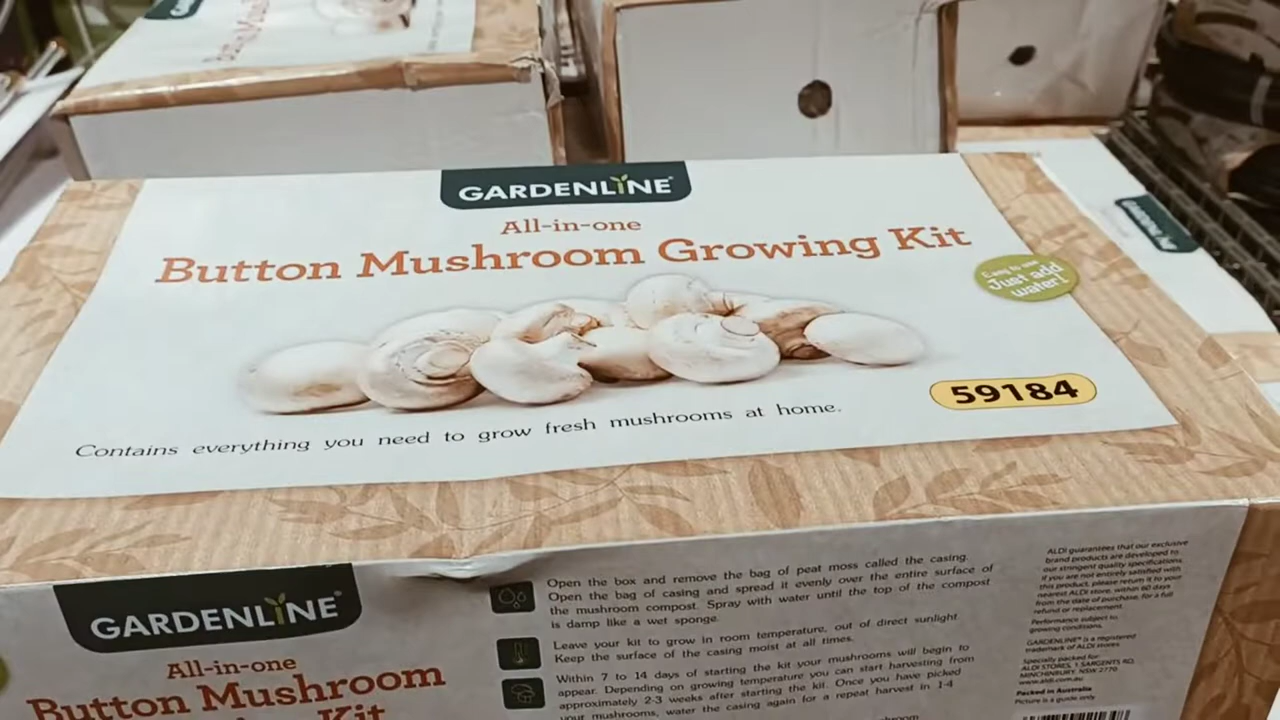 GARDENLINE®
All-in-one
Button Mushroom Growing Kit
Easy to use
Just add
water!
59184
Contains everything you need to grow fresh mushrooms at home.
GARDENLINE
GARDENLINE®
All-in-one
Button Mushroom
Kit
Open the box and remove the bag of peat moss called the casing.
Open the bag of casing and spread it evenly over the entire surface of
the mushroom compost. Spray with water until the top of the compost
is damp like a wet sponge.
Leave your kit to grow in room temperature, out of direct sunlight
Keep the surface of the casing moist at all times.
Within 7 to 14 days of starting the kit your mushrooms will begin to
appear. Depending on growing temperature you can start harvesting from
approximately 2-3 weeks after starting the kit. Once you have picked
your mushrooms, water the casing again for a repeat harvest in 1-4
ALDI guarantees that our exclusive
brand products are developed to
our stringent quality specifications.
If you are not entirely satisfied with
this product, please return it to your
nearest ALDI store, within 60 days
from the date of purchase, for a full
refund or replacement.
Performance subject to
growing conditions.
GARDENLINE® is a registered
trademark of ALDI stores
Specially packed for:
ALDI STORES, 1 SARGENTS RD,
MINCHINBURY, NSW, 2770
www.aldi.com.au
Packed in Australia
Picture is a guide only